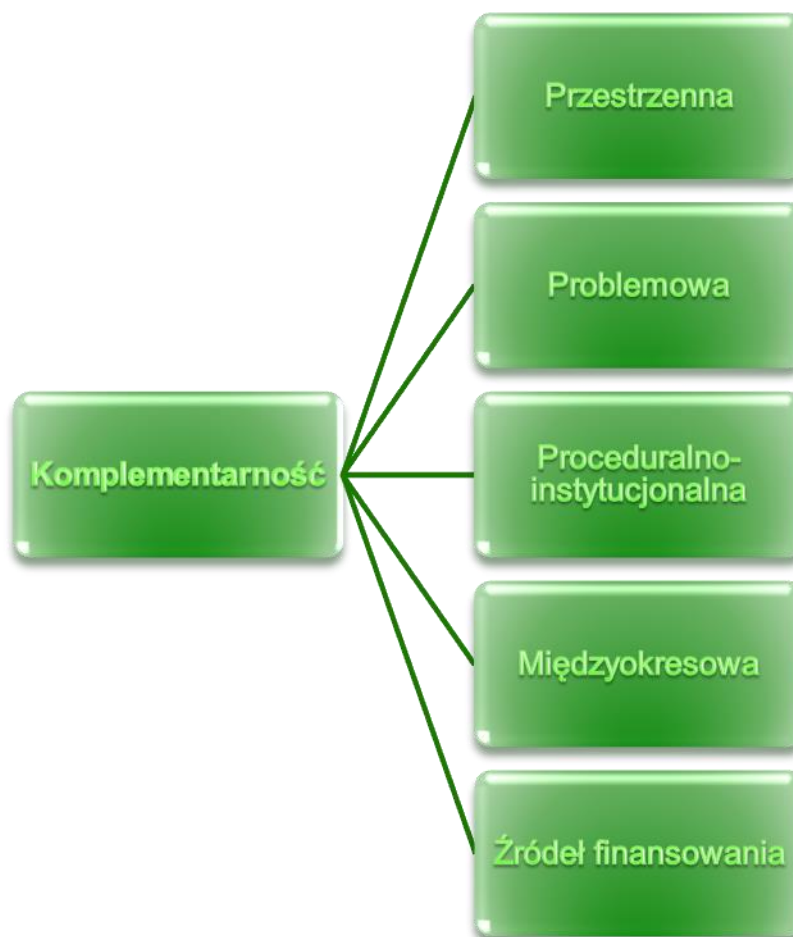 Przestrzenna
Problemowa
Komplementarność
Proceduralno-
instytucjonalna
Międzyokresowa
Źródeł finansowania